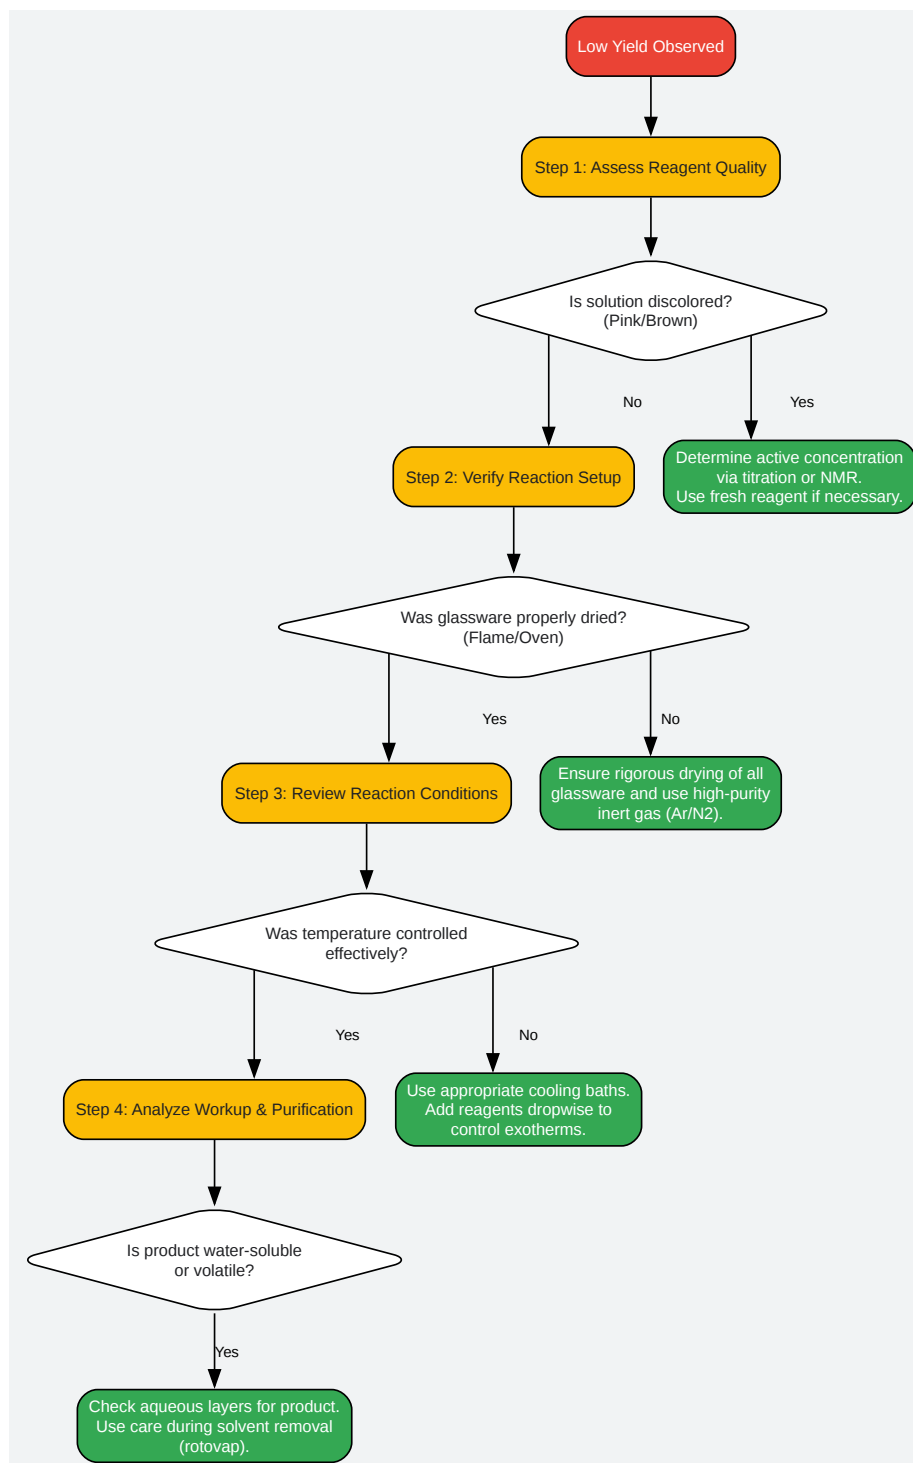 Low Yield Observed
Step 1: Assess Reagent Quality
Is solution discolored?
(Pink/Brown)
No
Yes
Step 2: Verify Reaction Setup
Determine active concentration
via titration or NMR.
Use fresh reagent if necessary.
Was glassware properly dried?
(Flame/Oven)
Yes
No
Step 3: Review Reaction Conditions
Ensure rigorous drying of all
glassware and use high-purity
inert gas (Ar/N2).
Was temperature controlled
effectively?
Yes
No
Step 4: Analyze Workup & Purification
Use appropriate cooling baths.
Add reagents dropwise to
control exotherms.
Is product water-soluble
or volatile?
Yes
Check aqueous layers for product.
Use care during solvent removal
(rotovap).